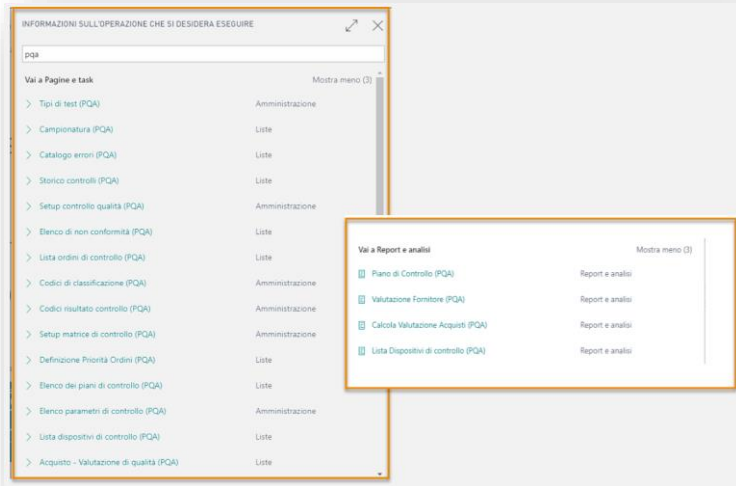 INFORMAZIONI SULL'OPERAZIONE CHE SI DESIDERA ESEGUIRE
pqa
Vai a Pagine e task Mostra meno (3)
Tipi di test (PQA) Amministrazione
Campionatura (PQA) Liste
Catalogo errori (PQA) Liste
Storico controlli (PQA) Liste
Setup controllo qualità (PQA) Amministrazione
Elenco di non conformità (PQA) Liste
Lista ordini di controllo (PQA) Liste
Codici di classificazione (PQA) Amministrazione
Codici risultato controllo (PQA) Amministrazione
Setup matrice di controllo (PQA) Amministrazione
Definizione Priorità Ordini (PQA) Liste
Elenco dei piani di controllo (PQA) Liste
Elenco parametri di controllo (PQA) Amministrazione
Lista dispositivi di controllo (PQA) Liste
Acquisto - Valutazione di qualità (PQA) Liste
Vai a Report e analisi Mostra meno (3)
Piano di Controllo (PQA) Report e analisi
Valutazione Fornitore (PQA) Report e analisi
Calcola Valutazione Acquisti (PQA) Report e analisi
Lista Dispositivi di controllo (PQA) Report e analisi